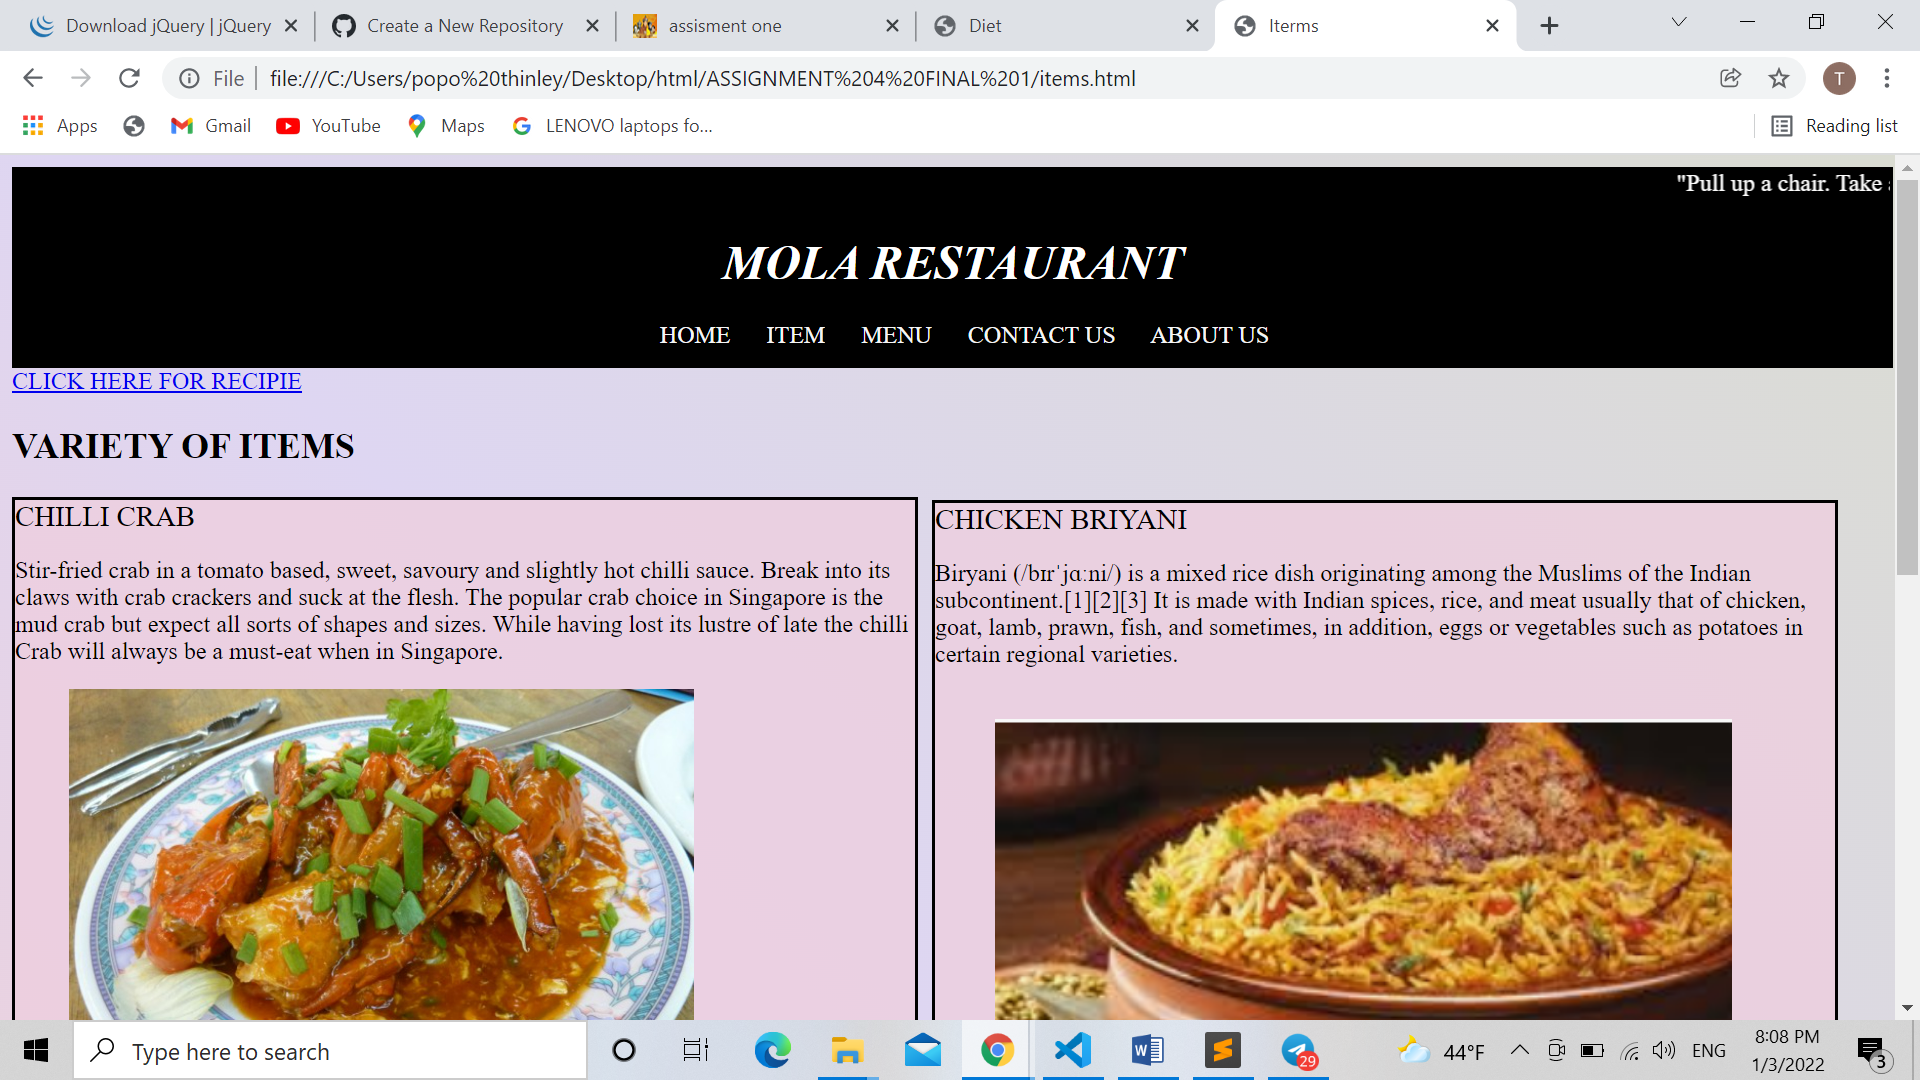 Download jQuery | jQuery
Create a New Repository
assisment one
Diet
Iterms
File
file:///C:/Users/popo%20thinley/Desktop/html/ASSIGNMENT%204%20FINAL%201/items.html
T
Apps
Gmail
YouTube
Maps
LENOVO laptops fo...
Reading list
"Pull up a chair. Take
MOLA RESTAURANT
HOME ITEM MENU CONTACT US ABOUT US
CLICK HERE FOR RECIPIE
VARIETY OF ITEMS
CHILLI CRAB
Stir-fried crab in a tomato based, sweet, savoury and slightly hot chilli sauce. Break into its
claws with crab crackers and suck at the flesh. The popular crab choice in Singapore is the
mud crab but expect all sorts of shapes and sizes. While having lost its lustre of late the chilli
Crab will always be a must-eat when in Singapore.
CHICKEN BRIYANI
Biryani (/bɪrˈjɑːni/) is a mixed rice dish originating among the Muslims of the Indian
subcontinent.[1][2][3] It is made with Indian spices, rice, and meat usually that of chicken,
goat, lamb, prawn, fish, and sometimes, in addition, eggs or vegetables such as potatoes in
certain regional varieties.
Type here to search
29
44°F
ENG
8:08 PM
1/3/2022
3